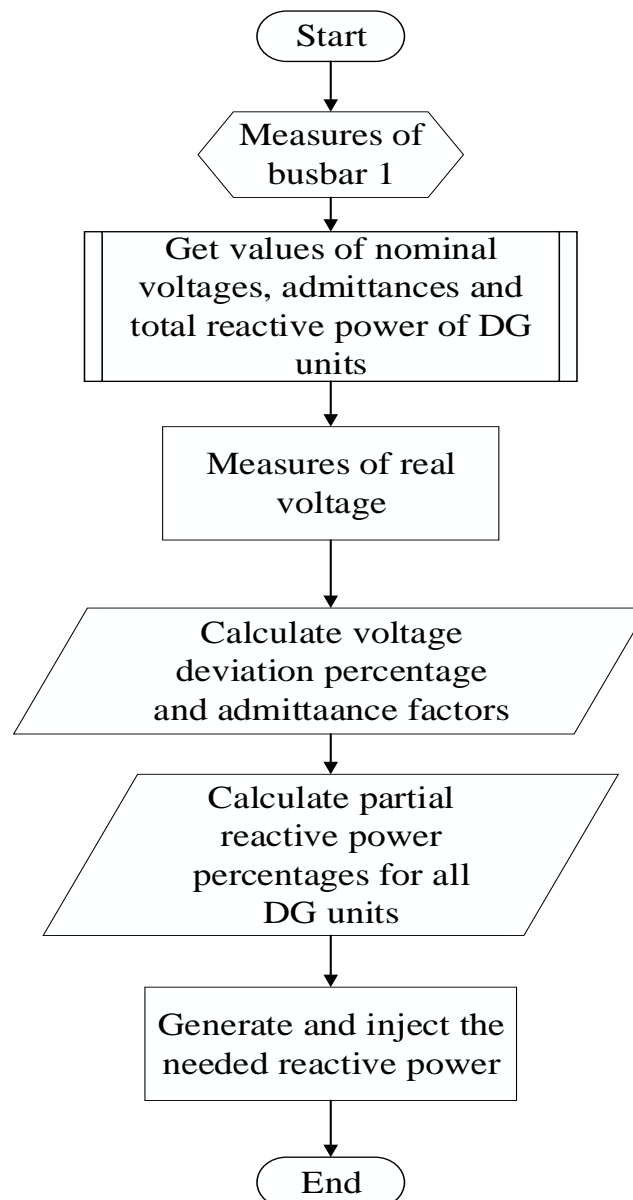 Start
Measures of
busbar 1
Get values of nominal
voltages, admittances and
total reactive power of DG
units
Measures of real
voltage
Calculate voltage
deviation percentage
and admittaance factors
Calculate partial
reactive power
percentages for all
DG units
Generate and inject the
needed reactive power
End